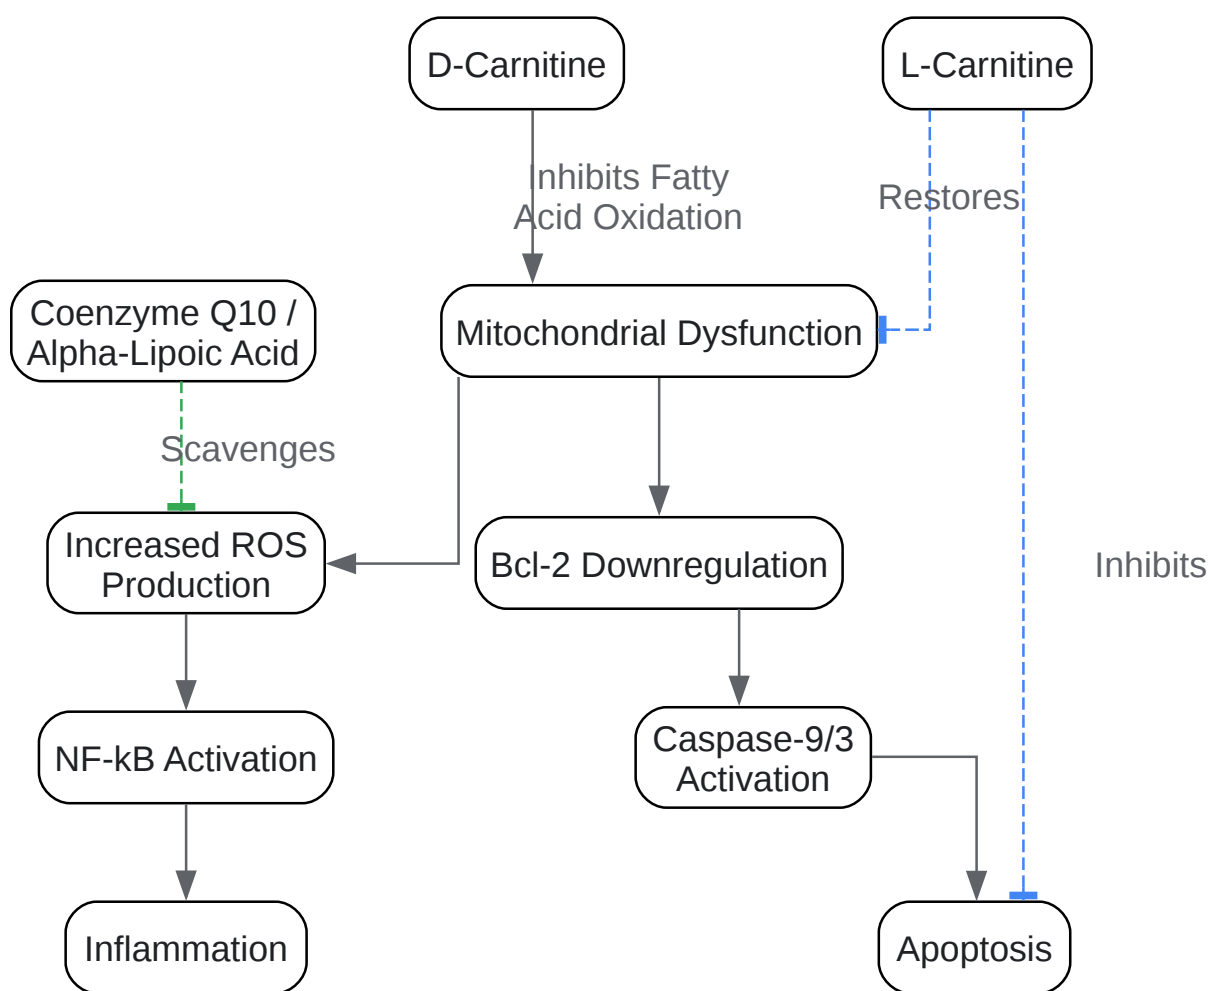 D-Carnitine
L-Carnitine
Inhibits Fatty
Acid Oxidation
Restores
Coenzyme Q10 /
Alpha-Lipoic Acid
Mitochondrial Dysfunction
Scavenges
Increased ROS
Production
Bcl-2 Downregulation
Inhibits
NF-kB Activation
Caspase-9/3
Activation
Inflammation
Apoptosis